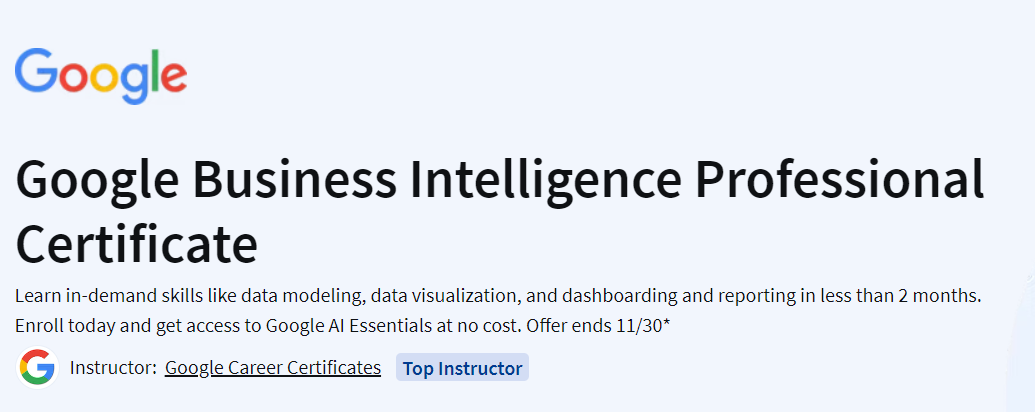 Google
Google Business Intelligence Professional
Certificate
Learn in-demand skills like data modeling, data visualization, and dashboarding and reporting in less than 2 months.
Enroll today and get access to Google AI Essentials at no cost. Offer ends 11/30*
G Instructor: Google Career Certificates Top Instructor